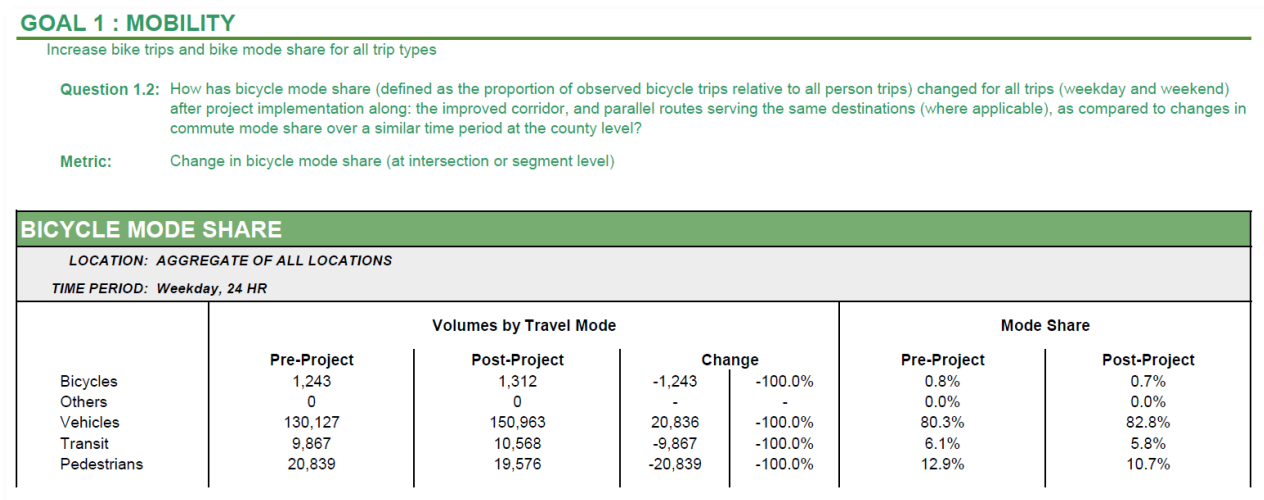 GOAL 1 : MOBILITY
Increase bike trips and bike mode share for all trip types
Question 1.2: How has bicycle mode share (defined as the proportion of observed bicycle trips relative to all person trips) changed for all trips (weekday and weekend)
after project implementation along: the improved corridor, and parallel routes serving the same destinations (where applicable), as compared to changes in
commute mode share over a similar time period at the county level?
Metric: Change in bicycle mode share (at intersection or segment level)
BICYCLE MODE SHARE
LOCATION: AGGREGATE OF ALL LOCATIONS
TIME PERIOD: Weekday, 24 HR
Volumes by Travel Mode Mode Share
Pre-Project Post-Project Change Pre-Project Post-Project
Bicycles 1,243 1,312 -1,243 -100.0% 0.8% 0.7%
Others 0 0 - - 0.0% 0.0%
Vehicles 130,127 150,963 20,836 -100.0% 80.3% 82.8%
Transit 9,867 10,568 -9,867 -100.0% 6.1% 5.8%
Pedestrians 20,839 19,576 -20,839 -100.0% 12.9% 10.7%